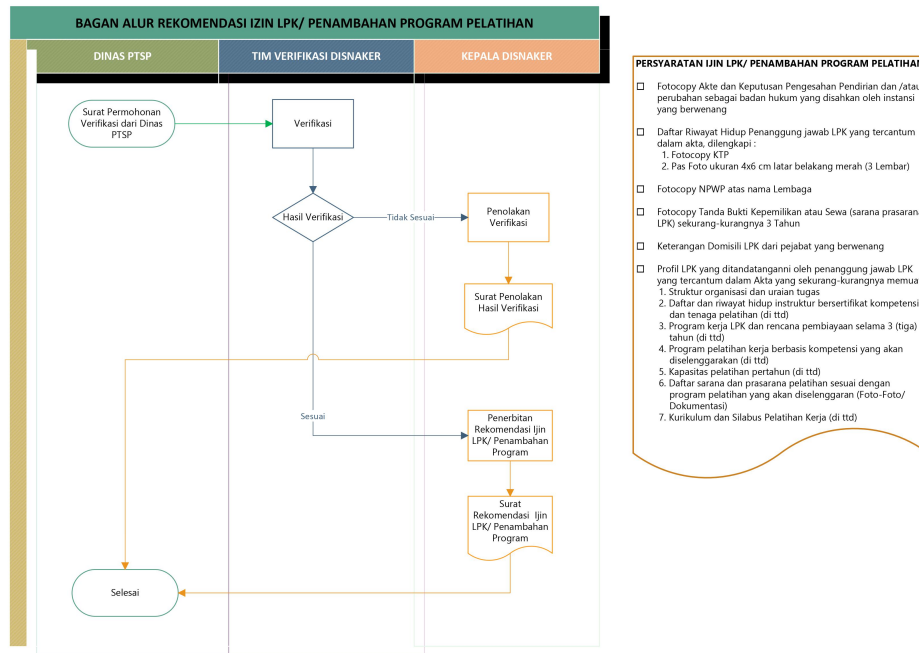 BAGAN ALUR REKOMENDASI IZIN LPK/ PENAMBAHAN PROGRAM PELATIHAN
DINAS PTSP
TIM VERIFIKASI DISNAKER
KEPALA DISNAKER
Surat Permohonan
Verifikasi dari Dinas
PTSP
Verifikasi
Hasil Verifikasi
Tidak Sesuai
Penolakan
Verifikasi
Surat Penolakan
Hasil Verifikasi
Sesuai
Penerbitan
Rekomendasi Ijin
LPK/ Penambahan
Program
Surat
Rekomendasi Ijin
LPK/ Penambahan
Program
Selesai
PERSYARATAN IJIN LPK/ PENAMBAHAN PROGRAM PELATIHAN
Fotocopy Akte dan Keputusan Pengesahan Pendirian dan /atau
perubahan sebagai badan hukum yang disahkan oleh instansi
yang berwenang
Daftar Riwayat Hidup Penanggung jawab LPK yang tercantum
dalam akta, dilengkapi :
1. Fotocopy KTP
2. Pas Foto ukuran 4x6 cm latar belakang merah (3 Lembar)
Fotocopy NPWP atas nama Lembaga
Fotocopy Tanda Bukti Kepemilikan atau Sewa (sarana prasarana
LPK) sekurang-kurangnya 3 Tahun
Keterangan Domisili LPK dari pejabat yang berwenang
Profil LPK yang ditandatanganni oleh penanggung jawab LPK
yang tercantum dalam Akta yang sekurang-kurangnya memua
1. Struktur organisasi dan uraian tugas
2. Daftar dan riwayat hidup instruktur bersertifikat kompetensi
dan tenaga pelatihan (di ttd)
3. Program kerja LPK dan rencana pembiayaan selama 3 (tiga)
tahun (di ttd)
4. Program pelatihan kerja berbasis kompetensi yang akan
diselenggarakan (di ttd)
5. Kapasitas pelatihan pertahun (di ttd)
6. Daftar sarana dan prasarana pelatihan sesuai dengan
program pelatihan yang akan diselenggaran (Foto-Foto/
Dokumentasi)
7. Kurikulum dan Silabus Pelatihan Kerja (di ttd)